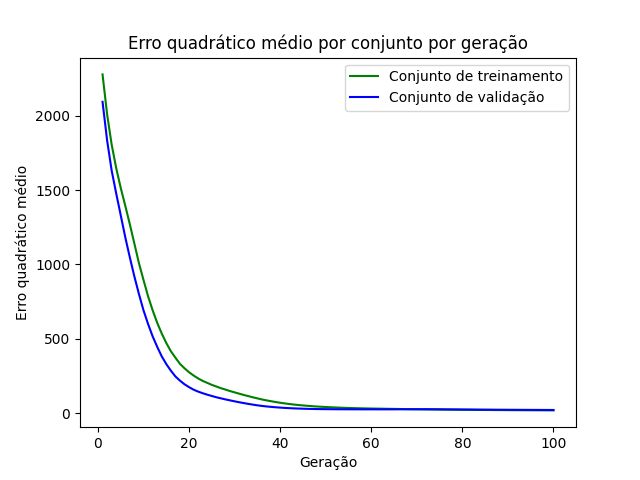 Erro quadrático médio por conjunto por geração
Conjunto de treinamento
Conjunto de validação
Erro quadrático médio
2000
1500
1000
500
0
0 20 40 60 80 100
Geração